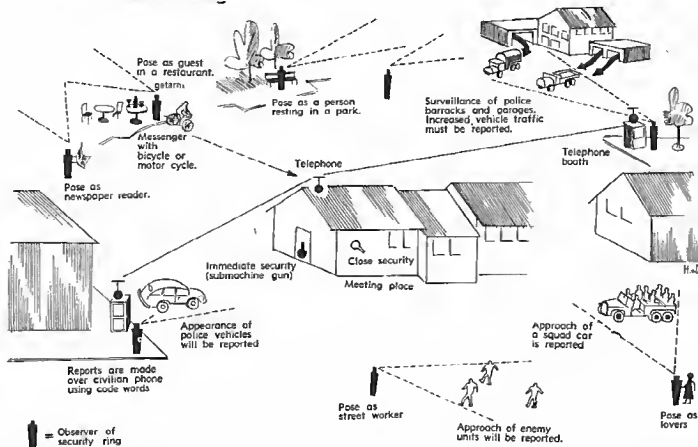 Pose as guest
in a restaurant.
Pose as a person
resting in a park.
Surveillance of police
barracks and garages.
Increased vehicle traffic
must be reported.
Messenger
with
bicycle or
motor cycle.
Telephone
booth
Pose as
newspaper reader.
Telephone
Immediate security
(submachine gun)
Close security
Meeting place
Appearance of
police vehicles
will be reported
Approach of
a squad car
is reported
Reports are made
over civilian phone
using code words
Pose as
street worker
Approach of enemy
units will be reported.
Pose as
lovers
= Observer of
security ring